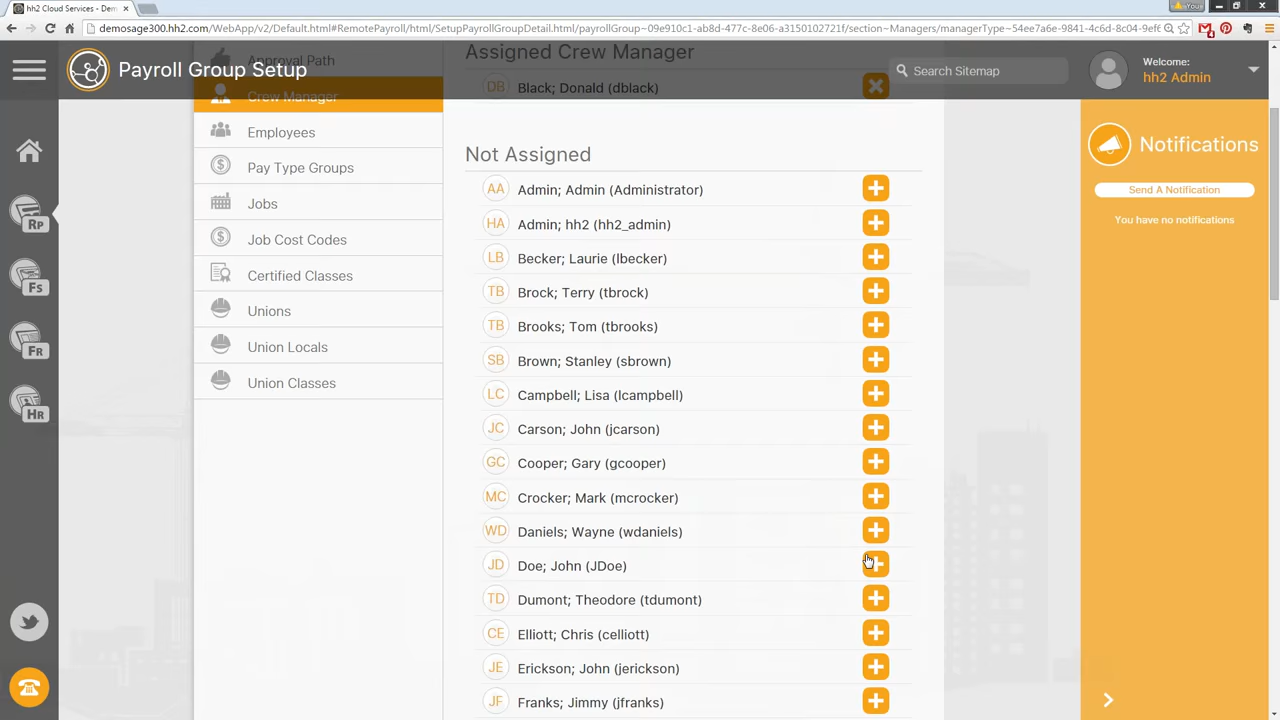 hh2 Cloud Services - Dem
You
demosage300.hh2.com/WebApp/v2/Default.html#RemotePayroll/html/SetupPayrollGroupDetail.html/payrollGroup~09e910c1-ab8d-477c-8e06-a3150102721f/section~Managers/managerType~54ee7a6e-9841-4c6d-8c04-9ef6
4
Payroll Group Setup
Search Sitemap
Welcome:
hh2 Admin
Rp
Fs
FR
HR
Approval Path
Crew Manager
Employees
Pay Type Groups
Jobs
Job Cost Codes
Certified Classes
Unions
Union Locals
Union Classes
Assigned Crew Manager
DB Black; Donald (dblack)
Not Assigned
AA Admin; Admin (Administrator)
HA Admin; hh2 (hh2_admin)
LB Becker; Laurie (lbecker)
TB Brock; Terry (tbrock)
TB Brooks; Tom (tbrooks)
SB Brown; Stanley (sbrown)
LC Campbell; Lisa (lcampbell)
JC Carson; John (jcarson)
GC Cooper; Gary (gcooper)
MC Crocker; Mark (mcrocker)
WD Daniels; Wayne (wdaniels)
JD Doe; John (JDoe)
TD Dumont; Theodore (tdumont)
CE Elliott; Chris (celliott)
JE Erickson; John (jerickson)
JF Franks; Jimmy (jfranks)
Notifications
Send A Notification
You have no notifications